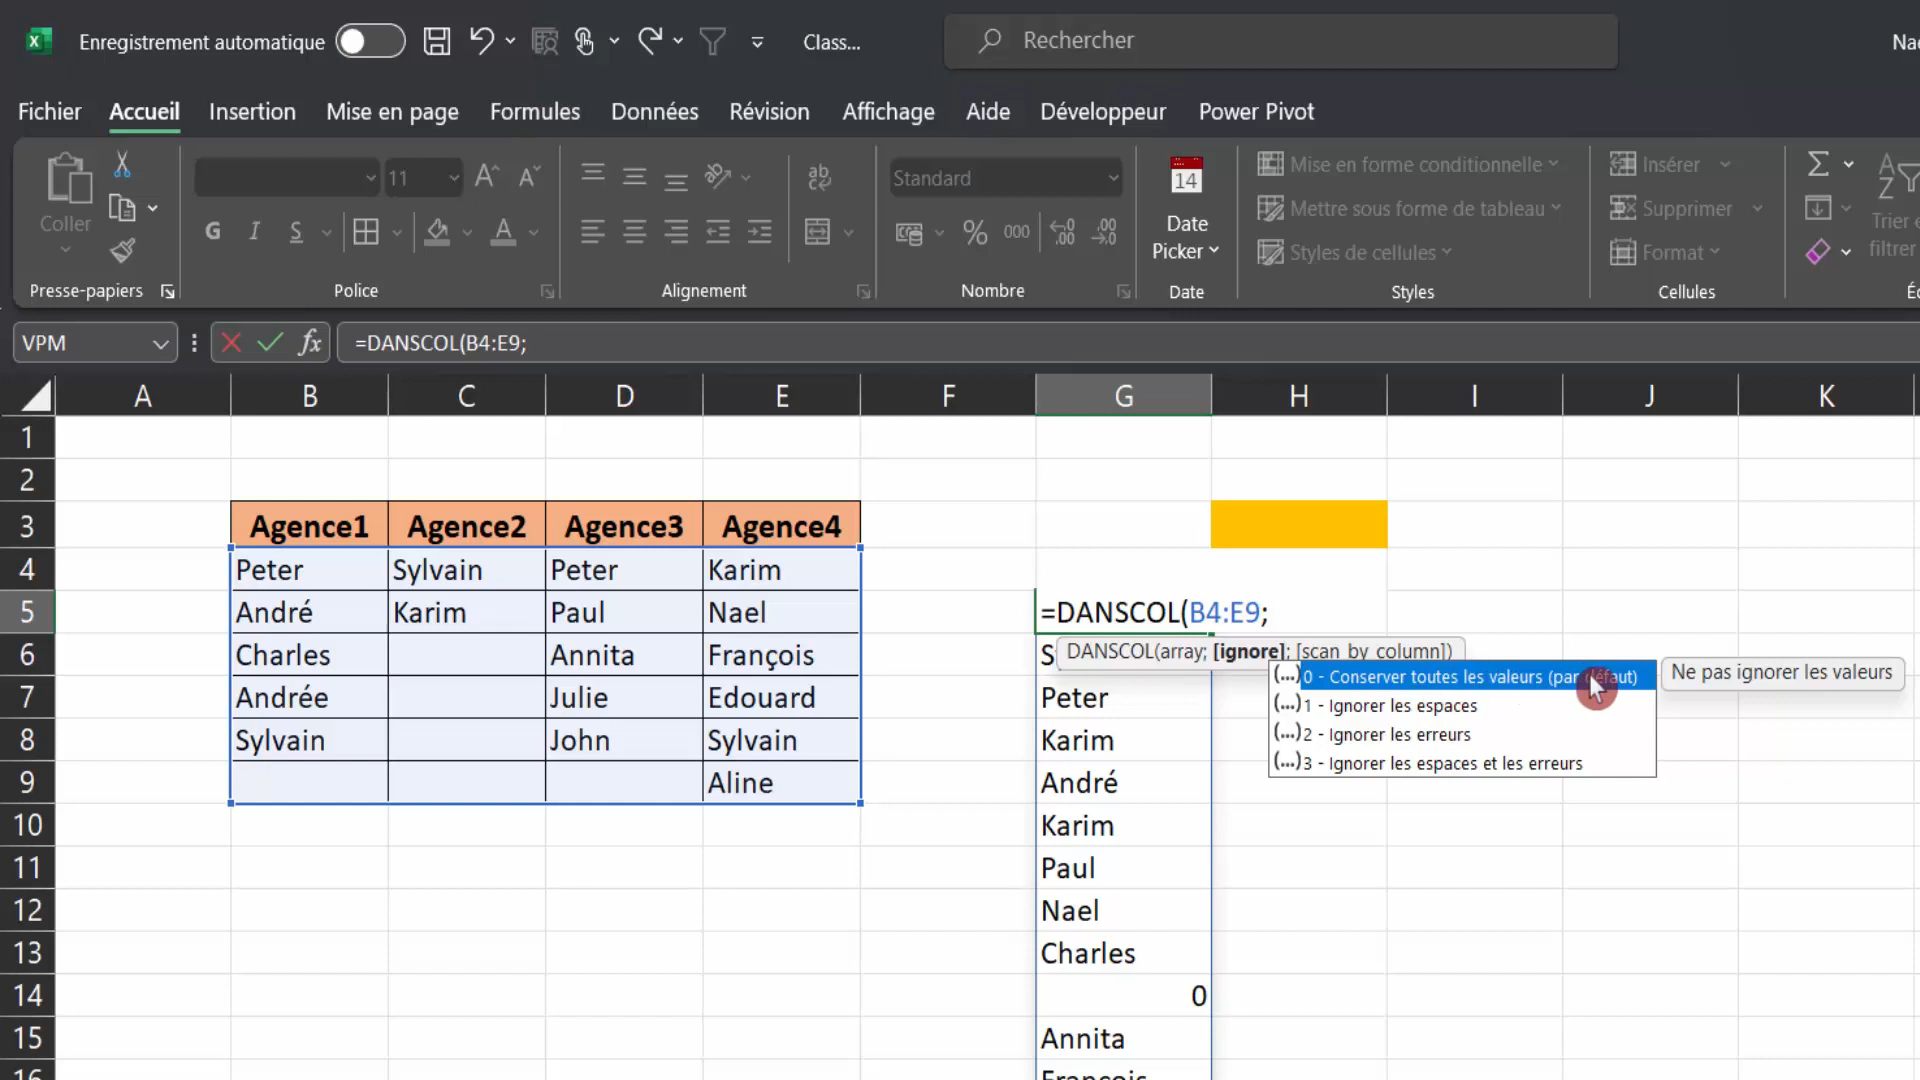 Enregistrement automatique
Class...
Rechercher
Fichier Accueil Insertion Mise en page Formules Données Révision Affichage Aide Développeur Power Pivot
Coller
Presse-papiers
11
G I S
Police
ab
Alignement
Standard
% 000
Nombre
14
Date
Picker
Date
Mise en forme conditionnelle
Mettre sous forme de tableau
Styles de cellules
Styles
Insérer
Supprimer
Format
Cellules
Trier
filtrer
VPM fx =DANSCOL(B4:E9;
A B C D E F G H I J K
1
2
3 Agence1 Agence2 Agence3 Agence4
4 Peter Sylvain Peter Karim
5 André Karim Paul Nael =DANSCOL(B4:E9;
6 Charles Annita François S DANSCOL(array; [ignore]; [scan_by_column])
(...) 0 - Conserver toutes les valeurs (par défaut) Ne pas ignorer les valeurs
7 Andrée Julie Edouard Peter (...) 1 - Ignorer les espaces
8 Sylvain John Sylvain Karim (...) 2 - Ignorer les erreurs
(...) 3 - Ignorer les espaces et les erreurs
9 Aline André
10 Karim
11 Paul
12 Nael
13 Charles
14 0
15 Annita
16 François